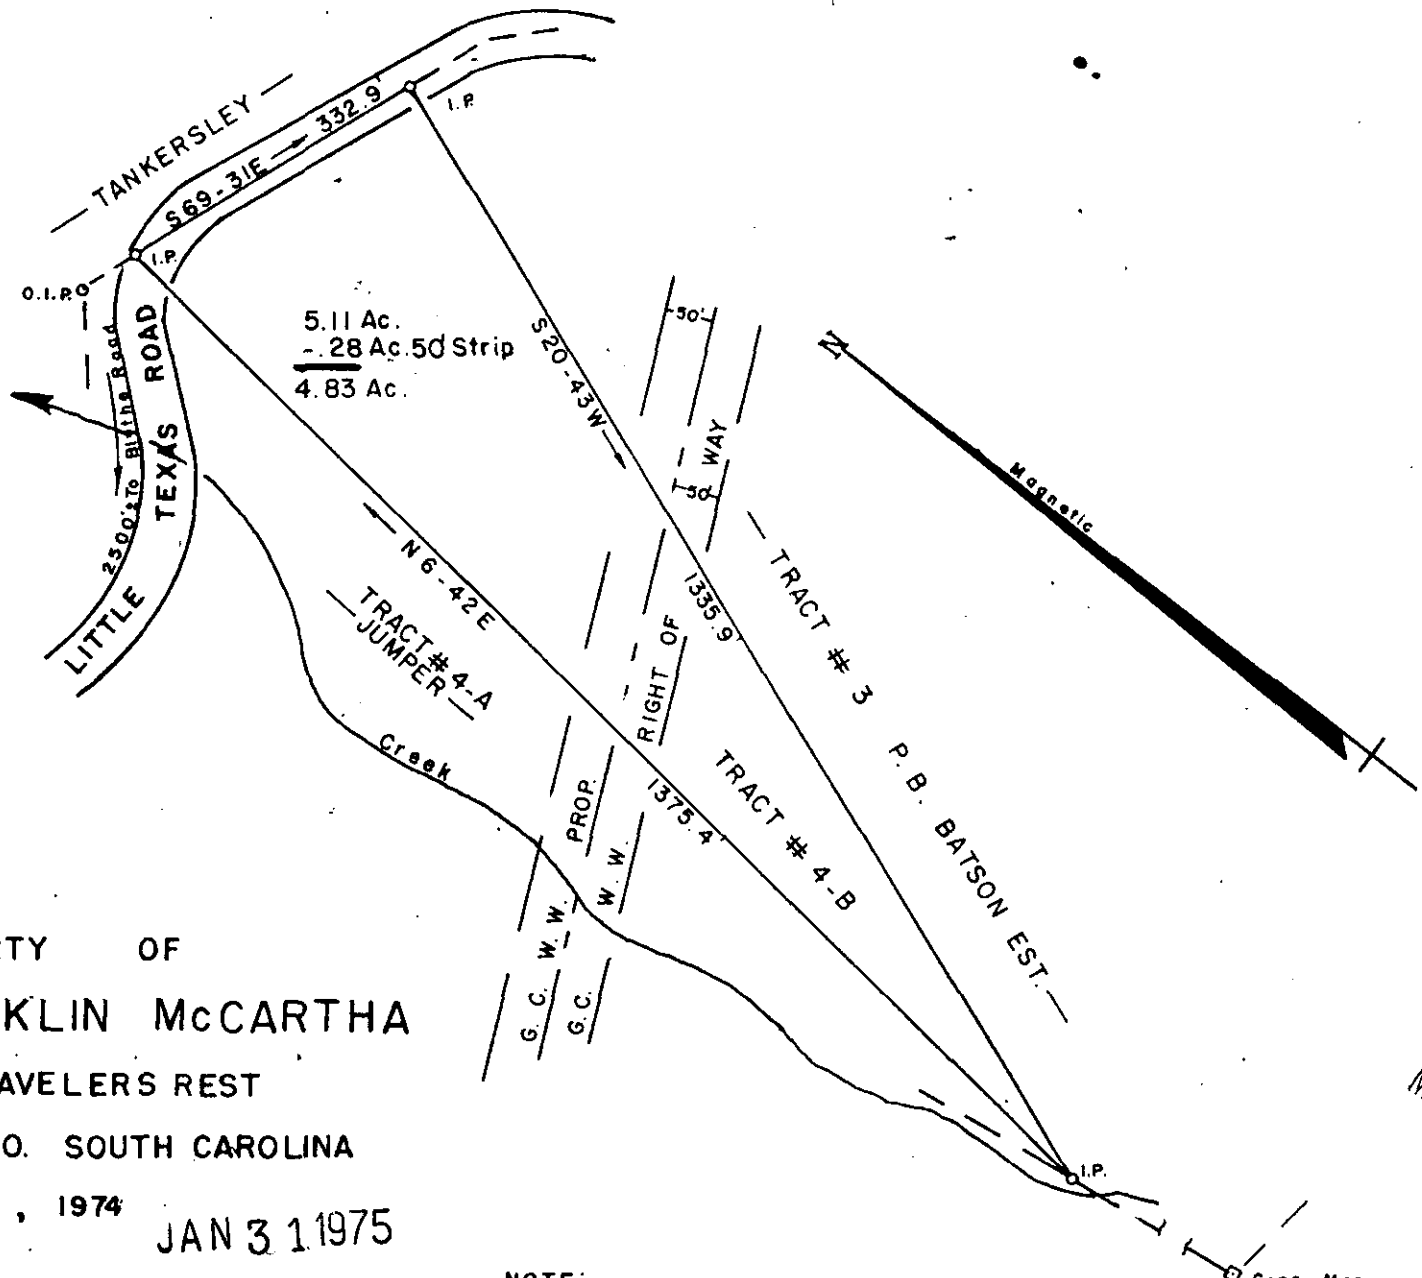 TANKERSLEY
S69-31E
332.9'
I.P.
I.P.
O.I.P.
5.11 Ac.
-.28 Ac. 50' Strip
4.83 Ac.
LITTLE TEXAS ROAD
2500'± To Blythe Road
S20-43W
1335.9'
50'
50'
N
Magnetic
N6-42E
1375.4'
TRACT # 4-A
JUMPER
Creek
PROP. RIGHT OF WAY
G. C. W. W.
G. C. W. W.
TRACT # 4-B
TRACT # 3 P. B. BATSON EST.
I.P.
RTY OF
KLIN McCARTHA
AVELERS REST
O. SOUTH CAROLINA
, 1974
JAN 31 1975
NOTE: